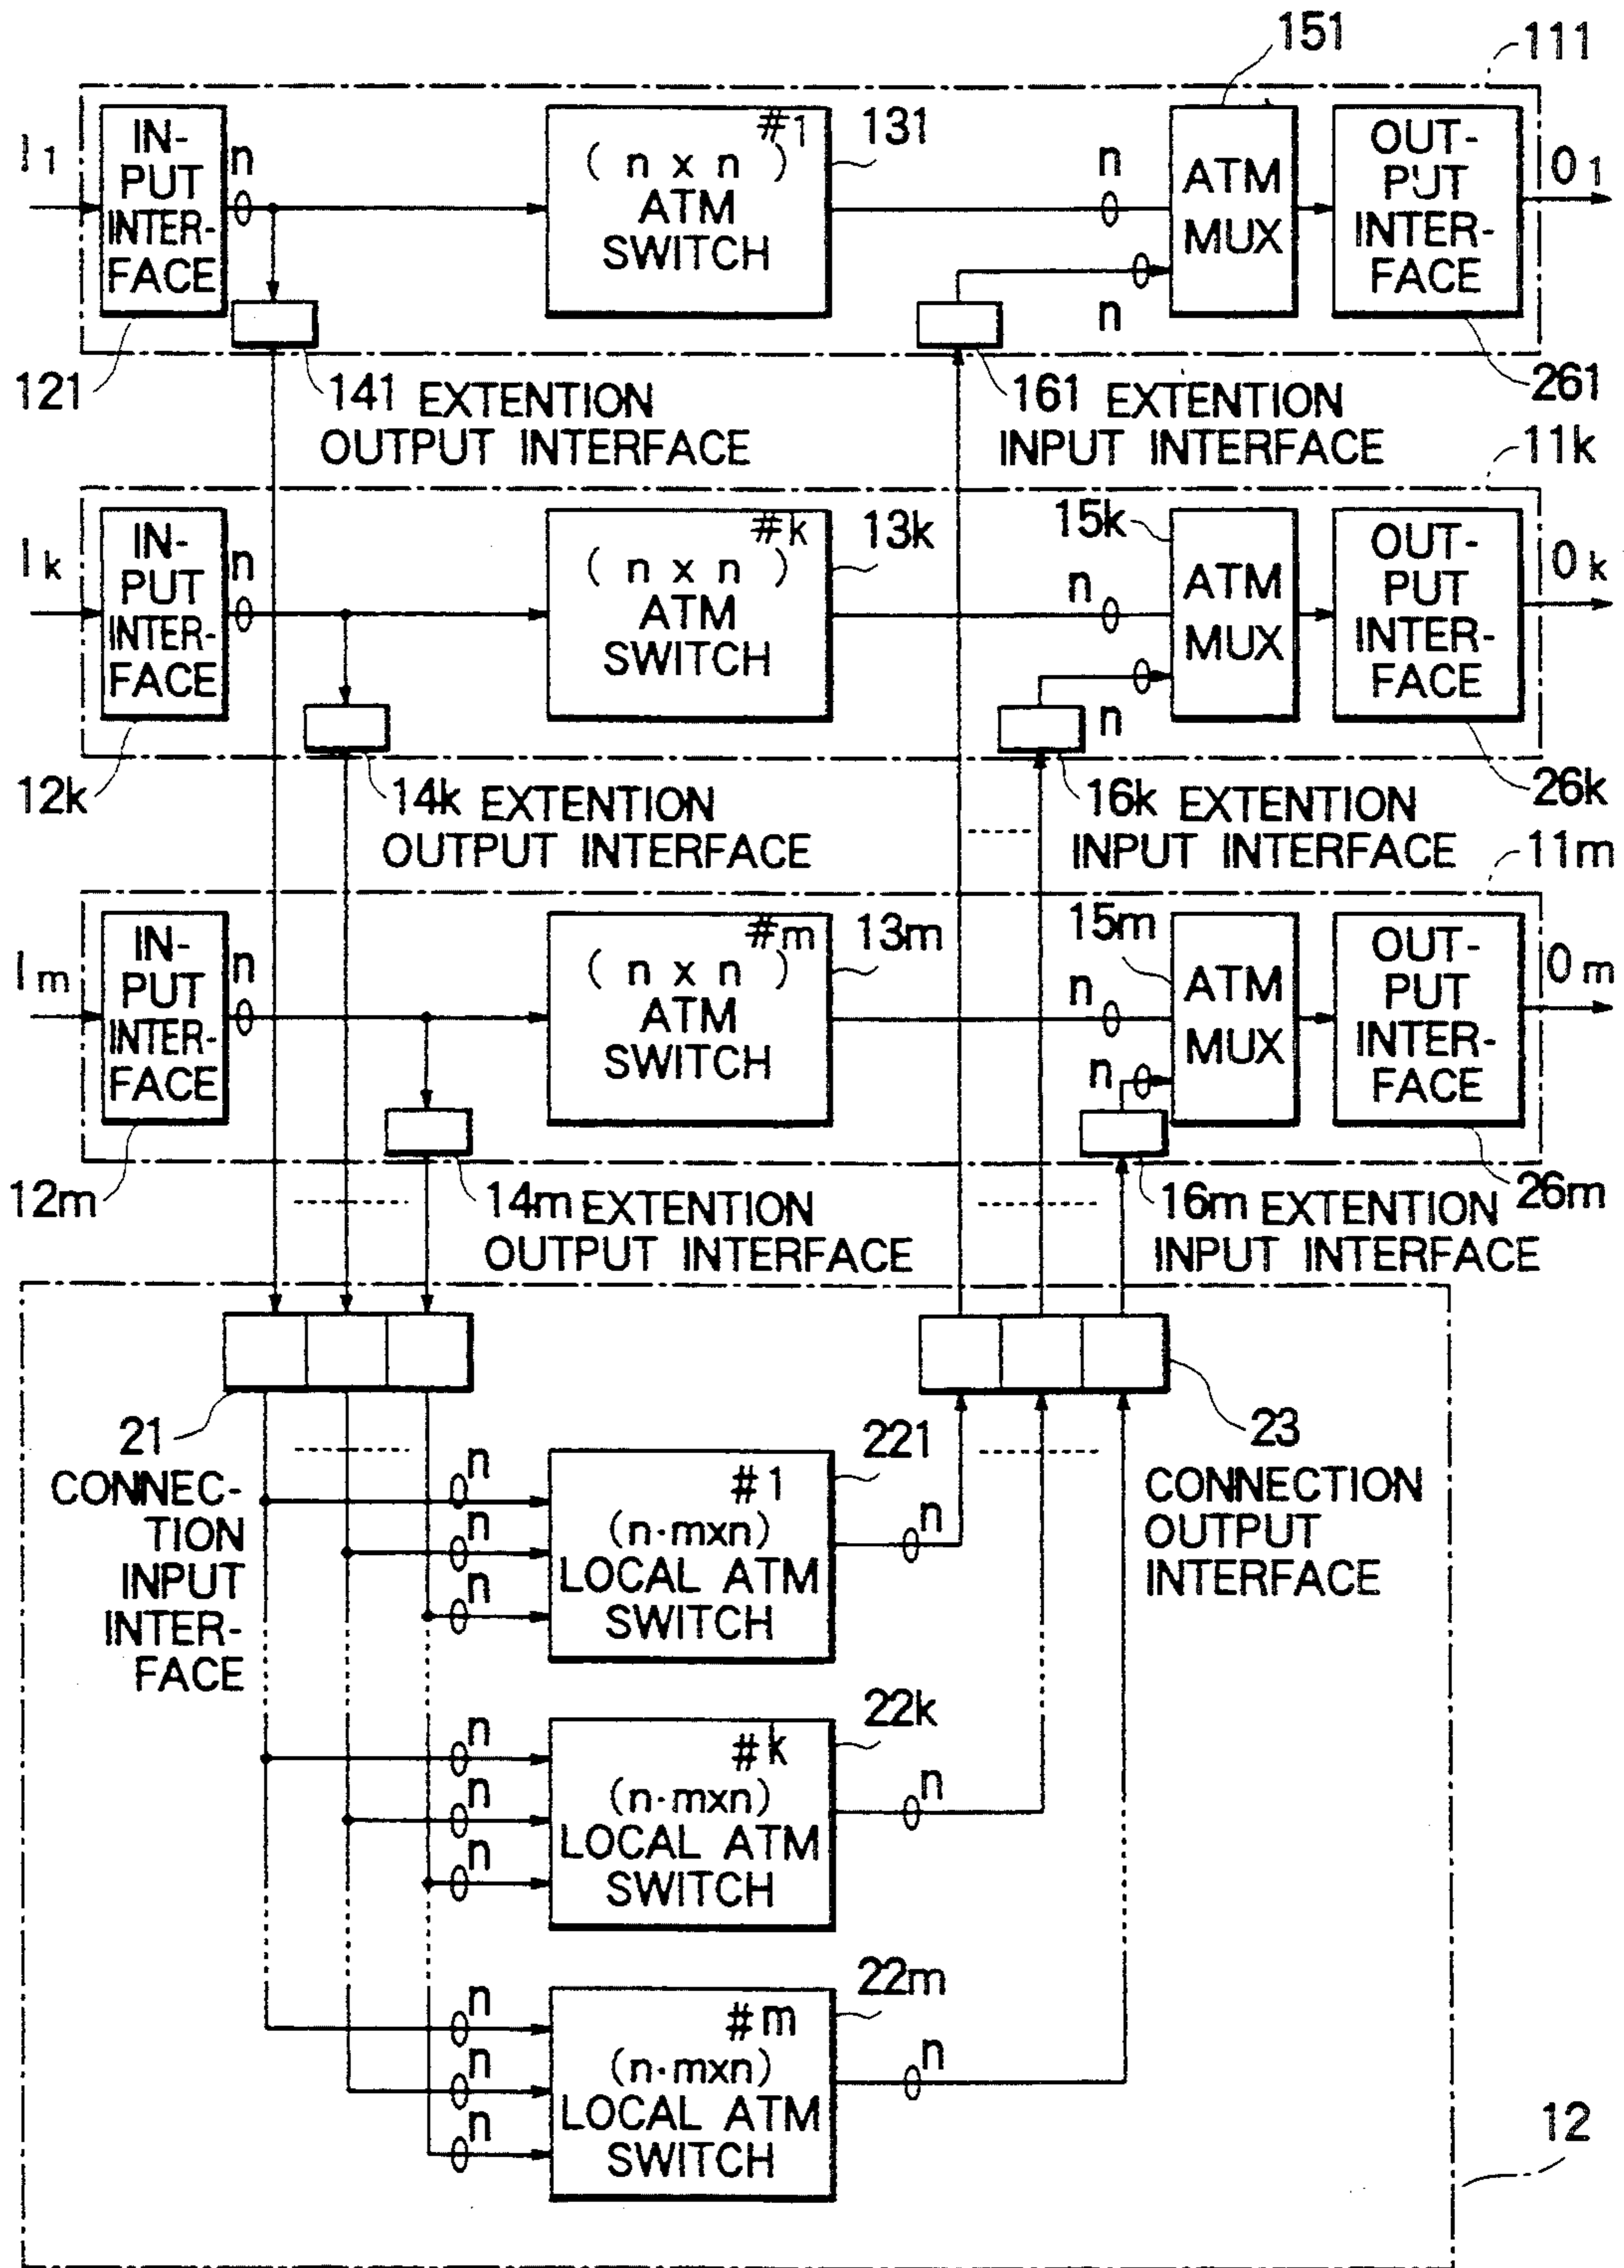 151
111
I1
IN-
PUT
INTER-
FACE
n
#1
( n x n )
ATM
SWITCH
131
n
n
ATM
MUX
OUT-
PUT
INTER-
FACE
O1
121
141 EXTENTION
OUTPUT INTERFACE
161 EXTENTION
INPUT INTERFACE
261
11k
Ik
IN-
PUT
INTER-
FACE
n
#k
( n x n )
ATM
SWITCH
13k
15k
n
n
ATM
MUX
OUT-
PUT
INTER-
FACE
Ok
12k
14k EXTENTION
OUTPUT INTERFACE
16k EXTENTION
INPUT INTERFACE
26k
11m
Im
IN-
PUT
INTER-
FACE
n
#m
( n x n )
ATM
SWITCH
13m
15m
n
n
ATM
MUX
OUT-
PUT
INTER-
FACE
Om
12m
14m EXTENTION
OUTPUT INTERFACE
16m EXTENTION
INPUT INTERFACE
26m
21
CONNEC-
TION
INPUT
INTER-
FACE
23
CONNECTION
OUTPUT
INTERFACE
n
n
n
#1
(n·mxn)
LOCAL ATM
SWITCH
221
n
n
n
n
#k
(n·mxn)
LOCAL ATM
SWITCH
22k
n
n
n
n
#m
(n·mxn)
LOCAL ATM
SWITCH
22m
n
12